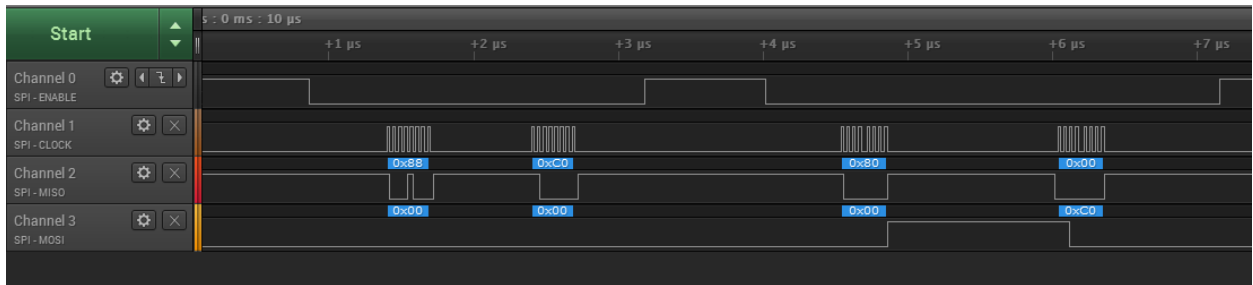 Start
s : 0 ms : 10 µs
+1 µs +2 µs +3 µs +4 µs +5 µs +6 µs +7 µs
Channel 0
SPI - ENABLE
Channel 1
SPI - CLOCK
0x88 0xC0 0x80 0x00
Channel 2
SPI - MISO
0x00 0x00 0x00 0xC0
Channel 3
SPI - MOSI